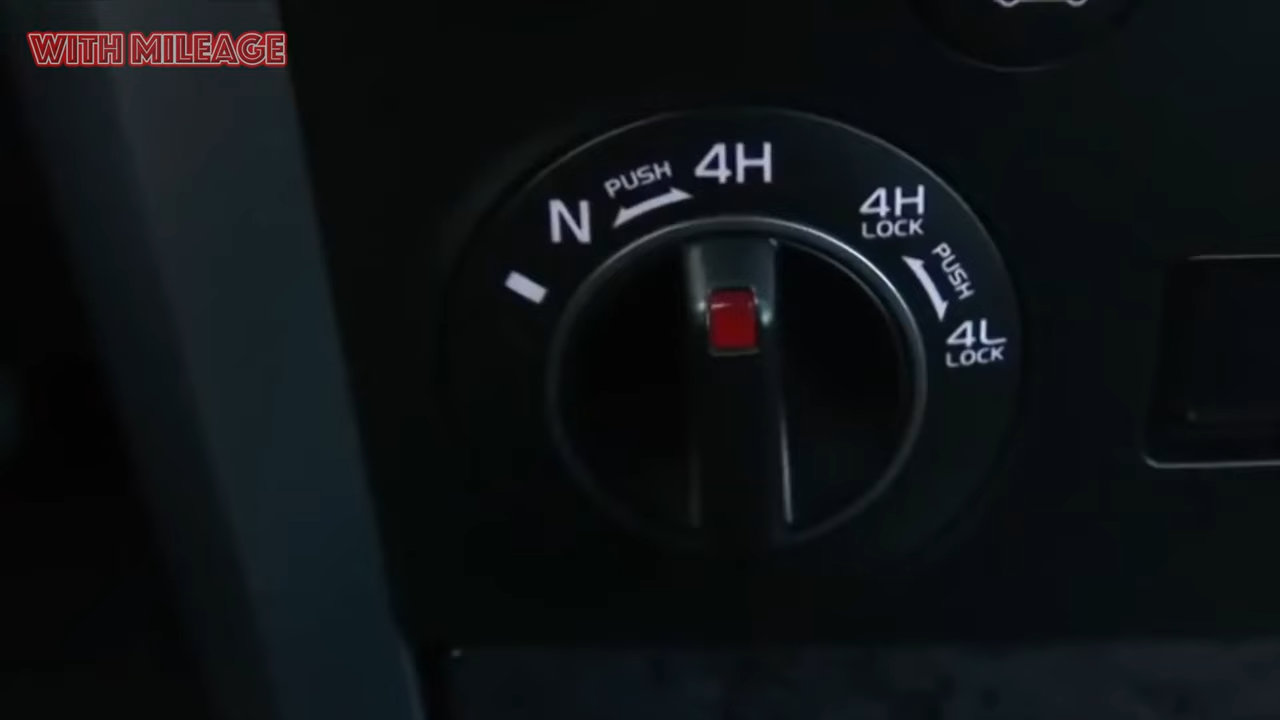 WITH MILEAGE
N PUSH 4H
4H
LOCK
PUSH
4L
LOCK